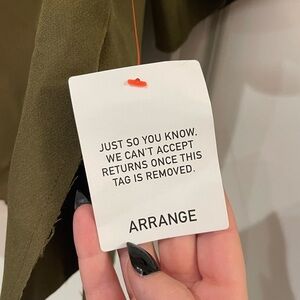 JUST SO YOU KNOW.
WE CAN'T ACCEPT
RETURNS ONCE THIS
TAG IS REMOVED.
ARRANGE